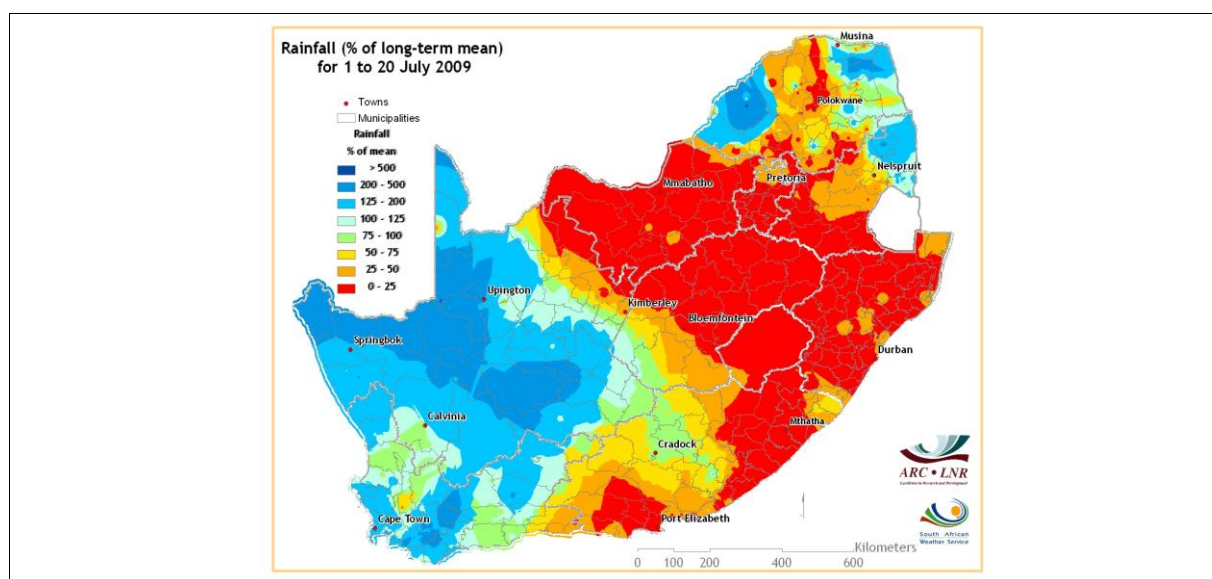 Rainfall (% of long-term mean)
for 1 to 20 July 2009
Towns
Municipalities
Rainfall
% of mean
> 500
200 - 500
125 - 200
100 - 125
75 - 100
50 - 75
25 - 50
0 - 25
Musina
Polokwane
Nelspruit
Pretoria
Mmabatho
Upington
Kimberley
Bloemfontein
Springbok
Durban
Calvinia
Mthatha
Cradock
Cape Town
Port Elizabeth
ARC • LNR
South African
Weather Service
Kilometers
0 100 200 400 600